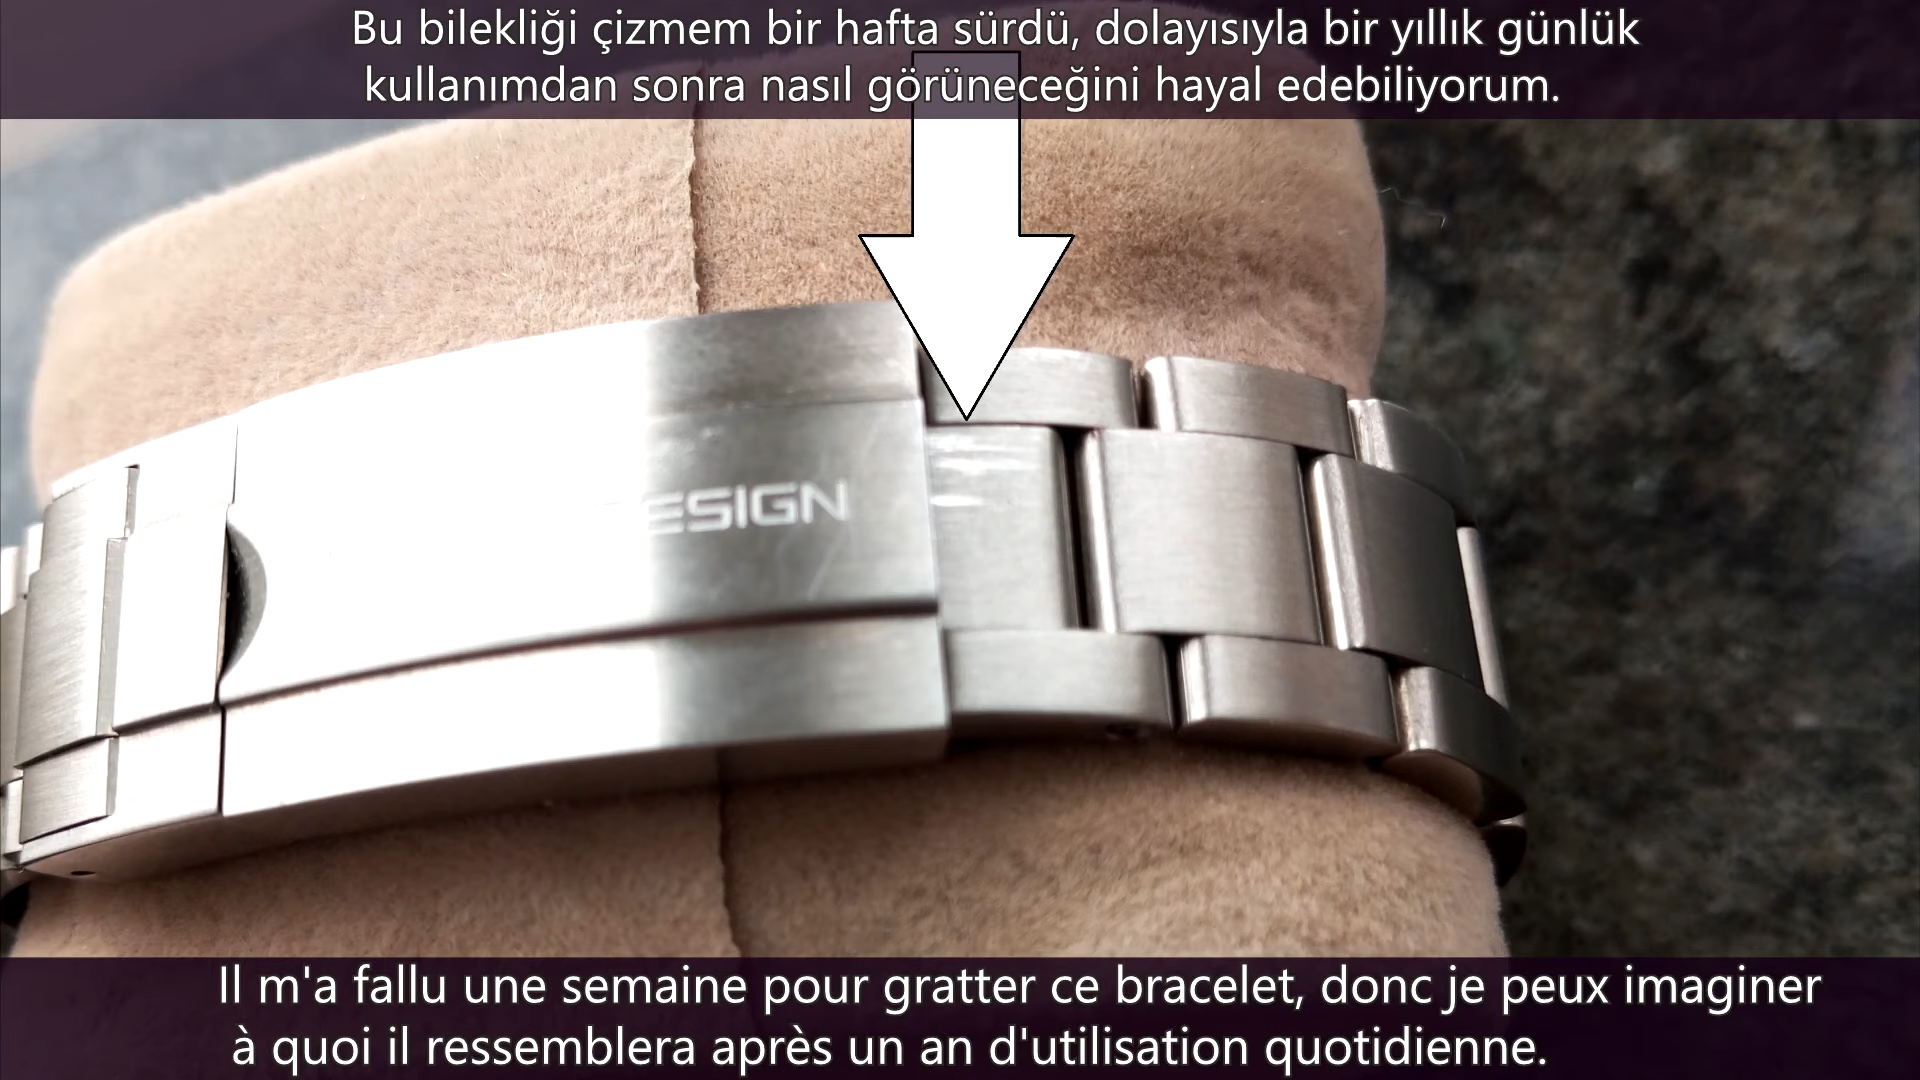 Bu bilekliği çizmem bir hafta sürdü, dolayısıyla bir yıllık günlük
kullanımdan sonra nasıl görüneceğini hayal edebiliyorum.
ESIGN
Il m'a fallu une semaine pour gratter ce bracelet, donc je peux imaginer
à quoi il ressemblera après un an d'utilisation quotidienne.